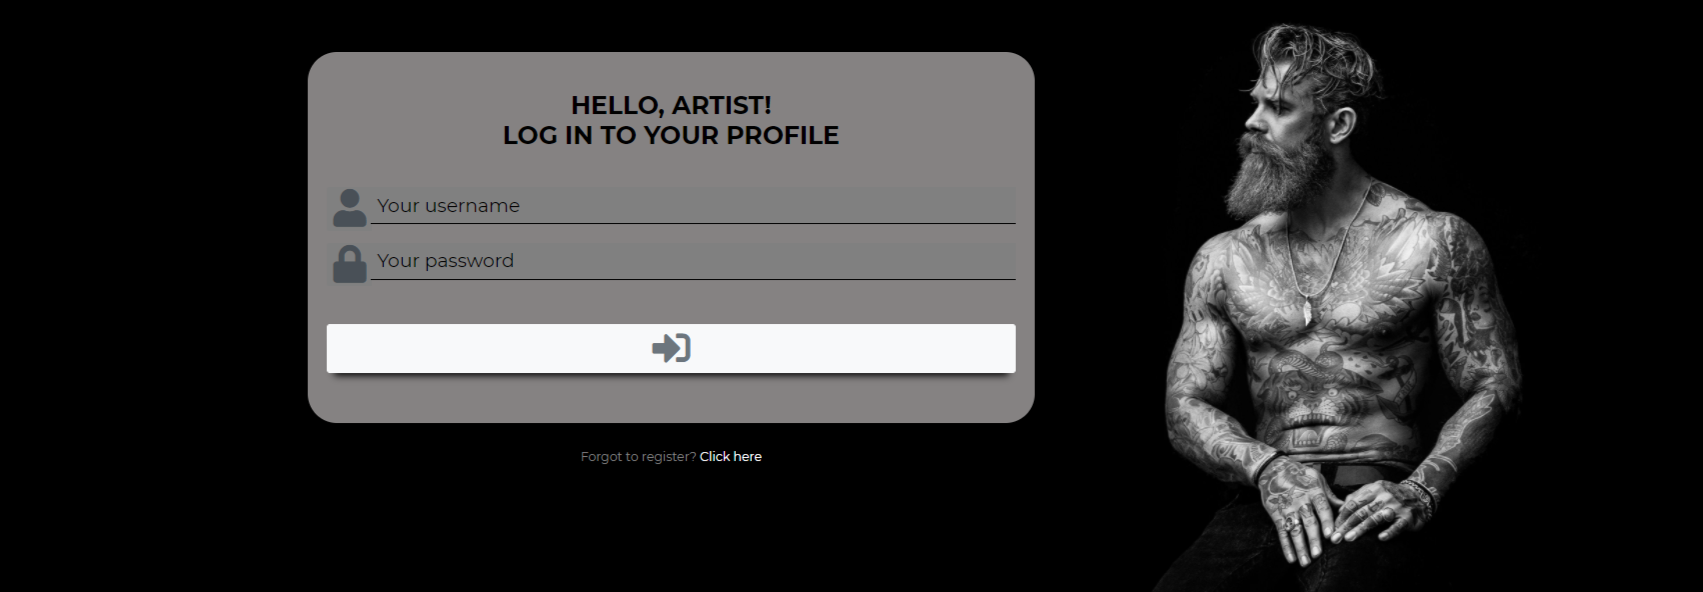 HELLO, ARTIST!
LOG IN TO YOUR PROFILE
Your username
Your password
Forgot to register? Click here